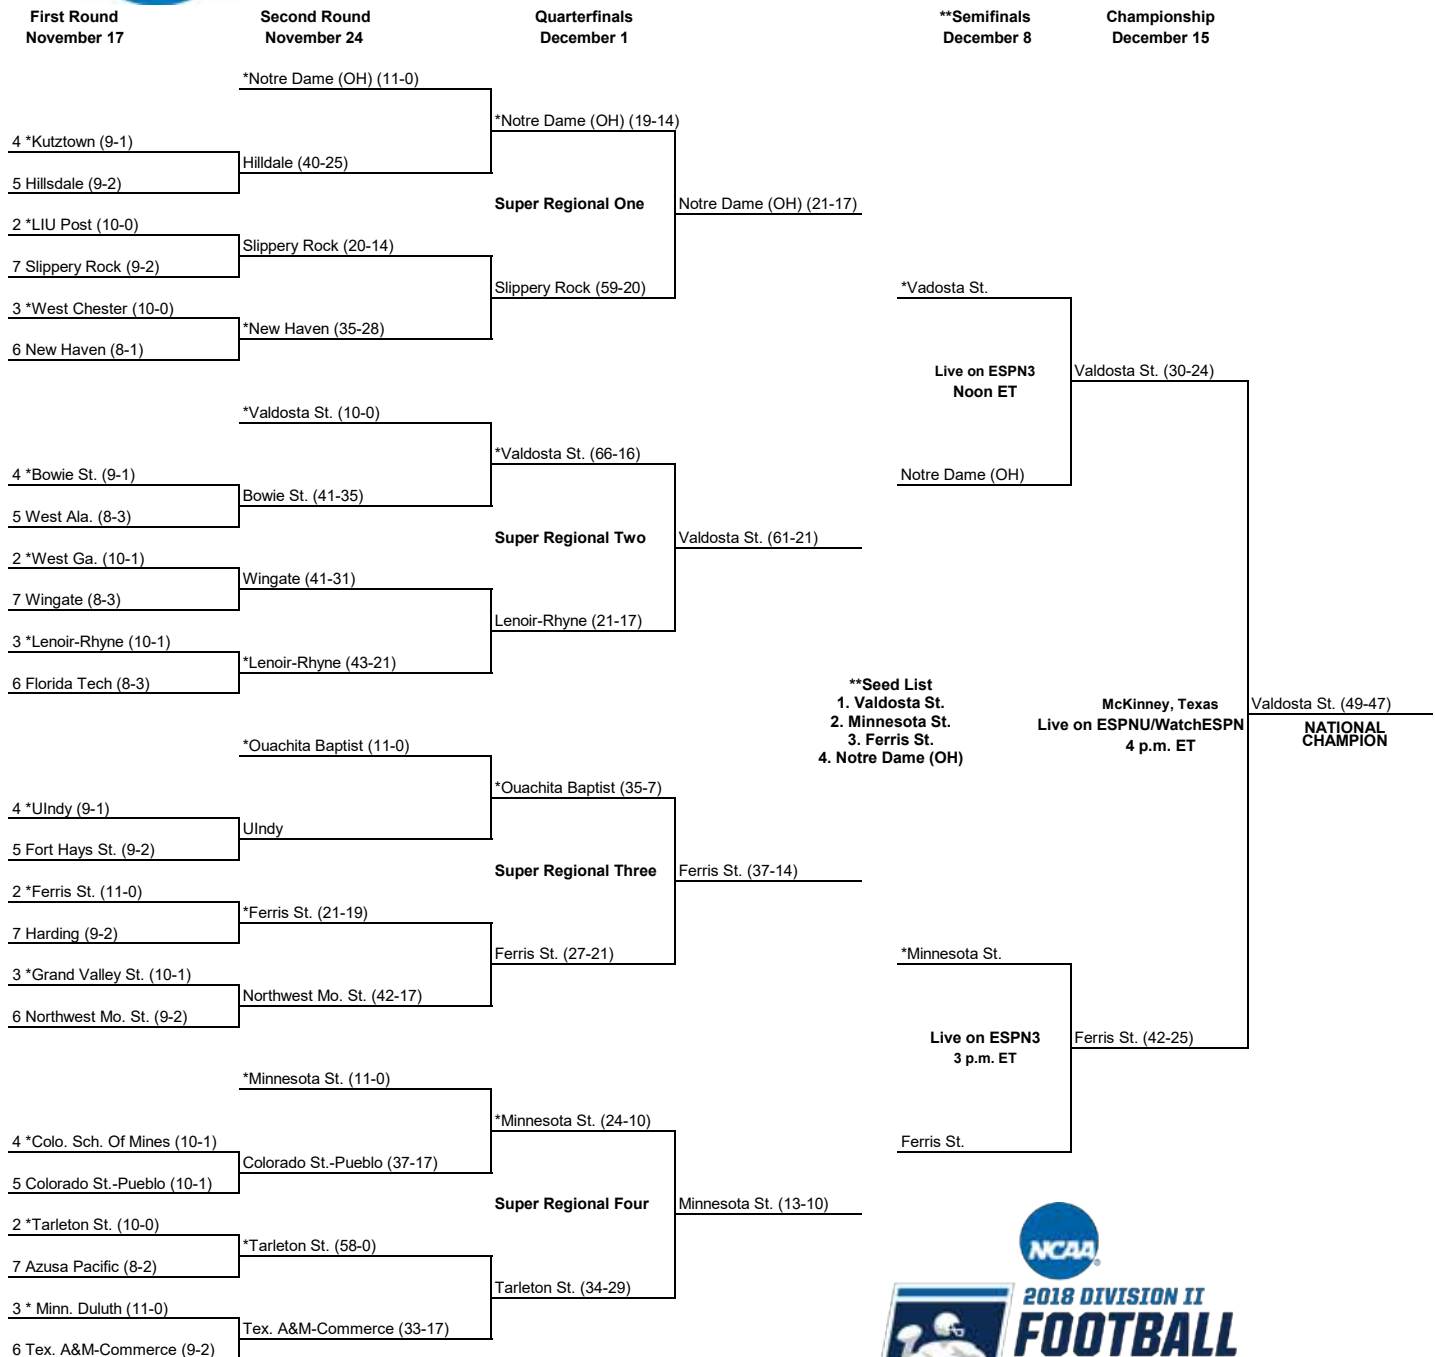 First Round
November 17
Second Round
November 24
Quarterfinals
December 1
**Semifinals
December 8
Championship
December 15
*Notre Dame (OH) (11-0)
*Notre Dame (OH) (19-14)
4 *Kutztown (9-1)
Hilldale (40-25)
5 Hillsdale (9-2)
Super Regional One
Notre Dame (OH) (21-17)
2 *LIU Post (10-0)
Slippery Rock (20-14)
7 Slippery Rock (9-2)
Slippery Rock (59-20)
*Vadosta St.
3 *West Chester (10-0)
*New Haven (35-28)
6 New Haven (8-1)
Live on ESPN3
Noon ET
Valdosta St. (30-24)
*Valdosta St. (10-0)
*Valdosta St. (66-16)
4 *Bowie St. (9-1)
Notre Dame (OH)
Bowie St. (41-35)
5 West Ala. (8-3)
Super Regional Two
Valdosta St. (61-21)
2 *West Ga. (10-1)
Wingate (41-31)
7 Wingate (8-3)
Lenoir-Rhyne (21-17)
3 *Lenoir-Rhyne (10-1)
*Lenoir-Rhyne (43-21)
6 Florida Tech (8-3)
**Seed List
1. Valdosta St.
2. Minnesota St.
3. Ferris St.
4. Notre Dame (OH)
McKinney, Texas
Live on ESPNU/WatchESPN
4 p.m. ET
Valdosta St. (49-47)
NATIONAL
CHAMPION
*Ouachita Baptist (11-0)
*Ouachita Baptist (35-7)
4 *UIndy (9-1)
UIndy
5 Fort Hays St. (9-2)
Super Regional Three
Ferris St. (37-14)
2 *Ferris St. (11-0)
*Ferris St. (21-19)
7 Harding (9-2)
Ferris St. (27-21)
*Minnesota St.
3 *Grand Valley St. (10-1)
Northwest Mo. St. (42-17)
6 Northwest Mo. St. (9-2)
Live on ESPN3
3 p.m. ET
Ferris St. (42-25)
*Minnesota St. (11-0)
*Minnesota St. (24-10)
4 *Colo. Sch. Of Mines (10-1)
Ferris St.
Colorado St.-Pueblo (37-17)
5 Colorado St.-Pueblo (10-1)
Super Regional Four
Minnesota St. (13-10)
2 *Tarleton St. (10-0)
*Tarleton St. (58-0)
7 Azusa Pacific (8-2)
Tarleton St. (34-29)
3 * Minn. Duluth (11-0)
Tex. A&M-Commerce (33-17)
6 Tex. A&M-Commerce (9-2)
NCAA
2018 DIVISION II
FOOTBALL